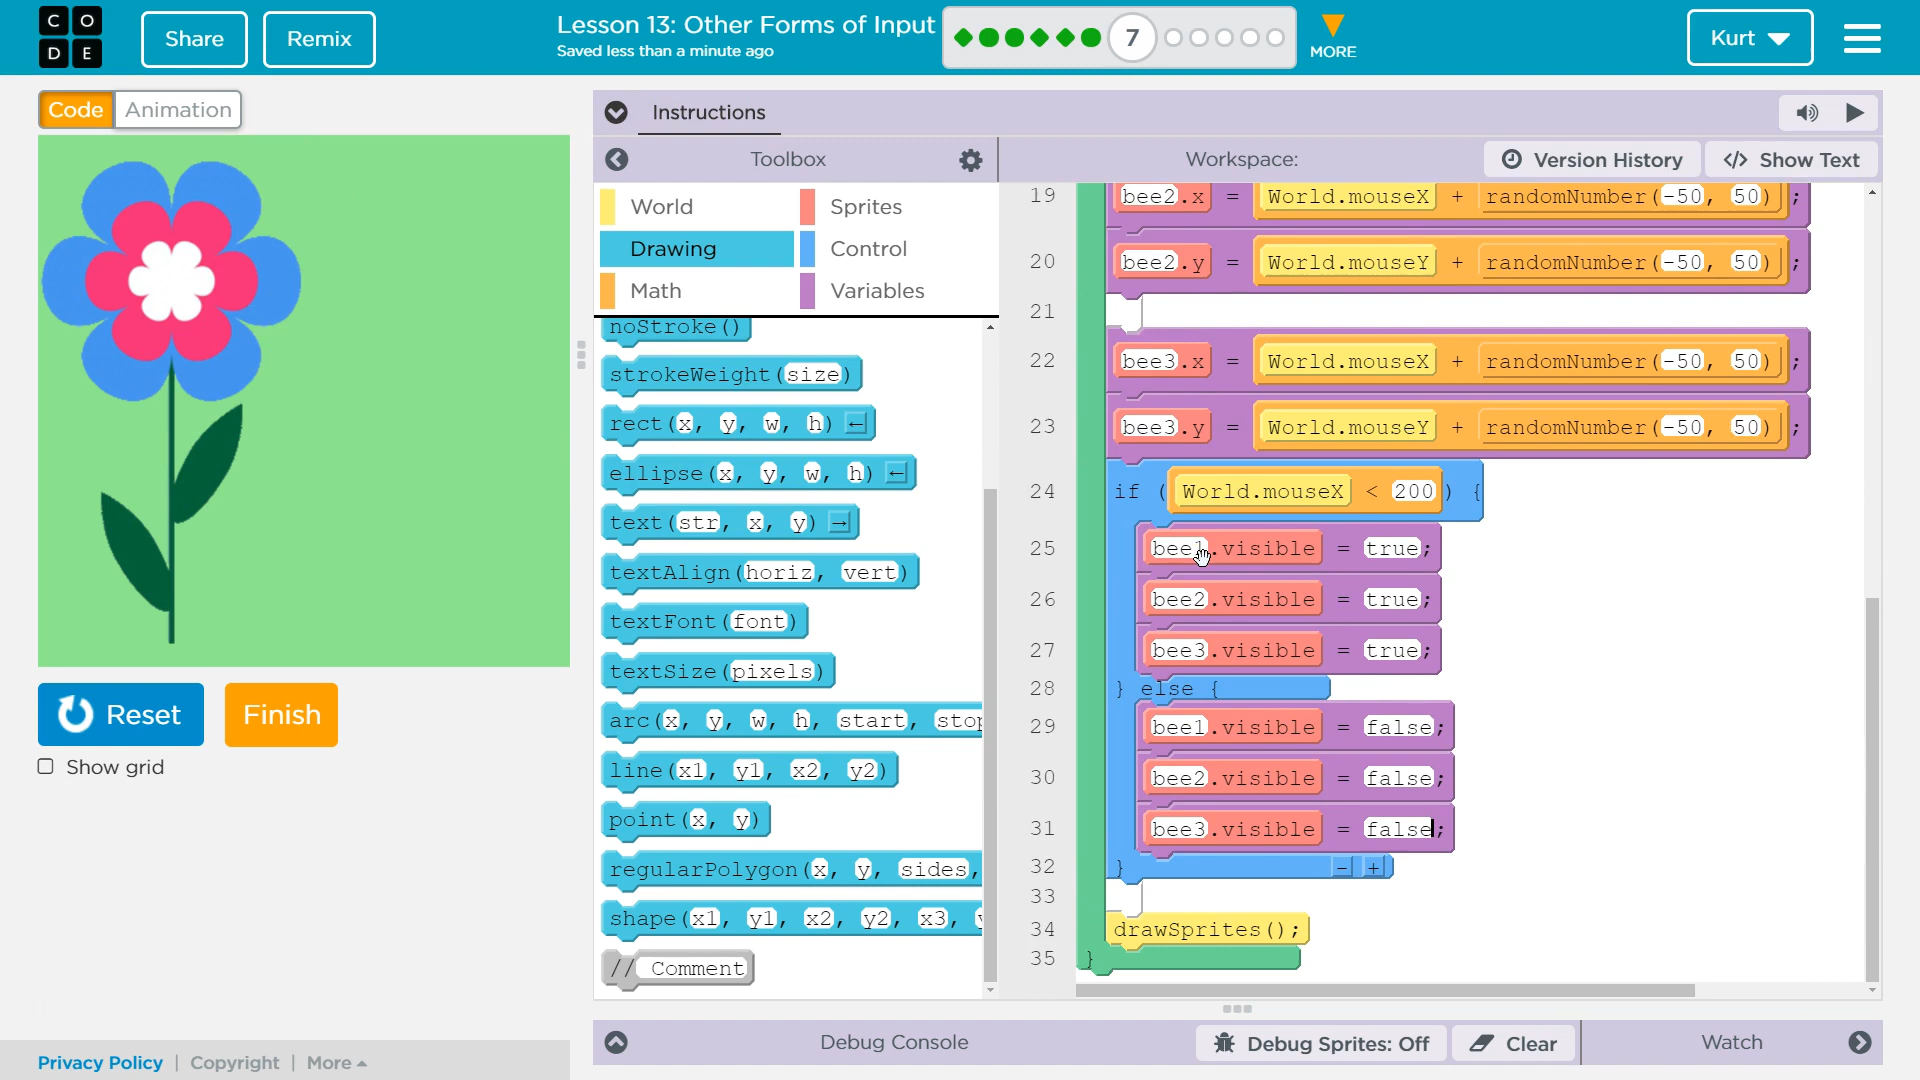 C O
D E
Share
Remix
Lesson 13: Other Forms of Input
Saved less than a minute ago
7
MORE
Kurt
Code
Animation
Instructions
Toolbox
Workspace:
Version History
</> Show Text
World
Sprites
Drawing
Control
Math
Variables
noStroke()
strokeWeight(size)
rect(x, y, w, h) ←
ellipse(x, y, w, h) ←
text(str, x, y) →
textAlign(horiz, vert)
textFont(font)
textSize(pixels)
arc(x, y, w, h, start, stop
line(x1, y1, x2, y2)
point(x, y)
regularPolygon(x, y, sides,
shape(x1, y1, x2, y2, x3,
// Comment
19 bee2.x = World.mouseX + randomNumber(-50, 50);
20 bee2.y = World.mouseY + randomNumber(-50, 50);
21
22 bee3.x = World.mouseX + randomNumber(-50, 50);
23 bee3.y = World.mouseY + randomNumber(-50, 50);
24 if (World.mouseX < 200) {
25 bee1.visible = true;
26 bee2.visible = true;
27 bee3.visible = true;
28 } else {
29 bee1.visible = false;
30 bee2.visible = false;
31 bee3.visible = false;
32 } - +
33
34 drawSprites();
35 }
Reset
Finish
Show grid
Debug Console
Debug Sprites: Off
Clear
Watch
Privacy Policy | Copyright | More